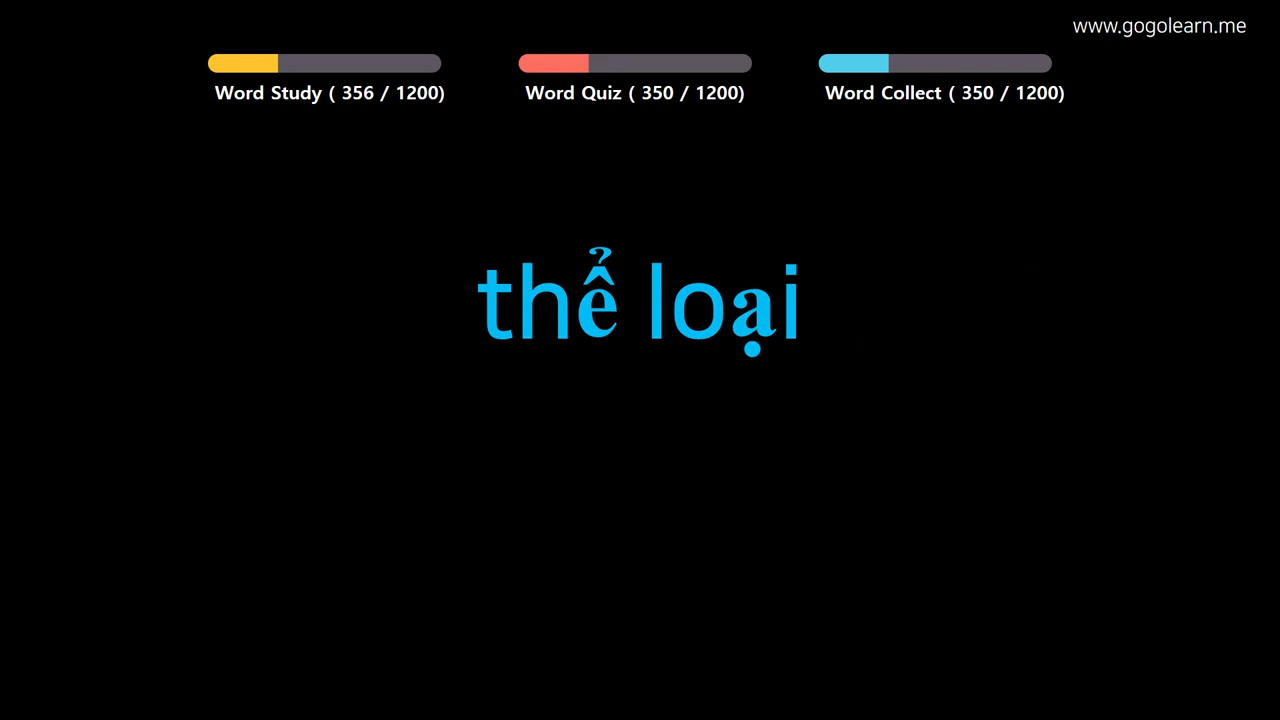 www.gogolearn.me
Word Study ( 356 / 1200)
Word Quiz ( 350 / 1200)
Word Collect ( 350 / 1200)
thể loại